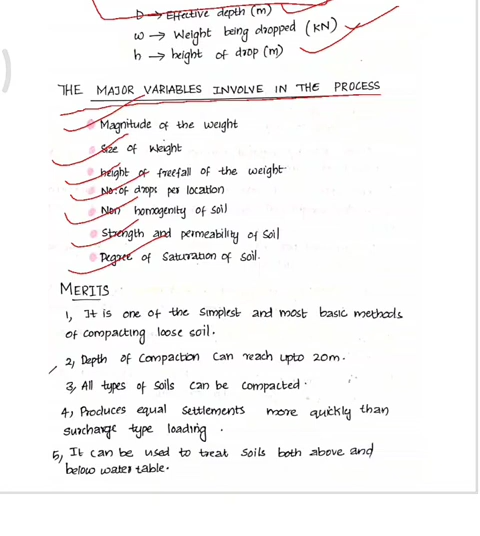 D → Effective depth (m)
w → Weight being dropped (KN)
h → height of drop (m)
THE MAJOR VARIABLES INVOLVE IN THE PROCESS
Magnitude of the weight
Size of Weight
height of freefall of the weight
No: of drops per location
Non homogenity of soil
Strength and permeability of soil
Degree of Saturation of soil.
MERITS
1, It is one of the simplest and most basic methods
of compacting loose soil.
2, Depth of compaction can reach upto 20m.
3, All types of soils can be compacted.
4, Produces equal settlements more quickly than
surcharge type loading.
5, It can be used to treat soils both above and
below water table.